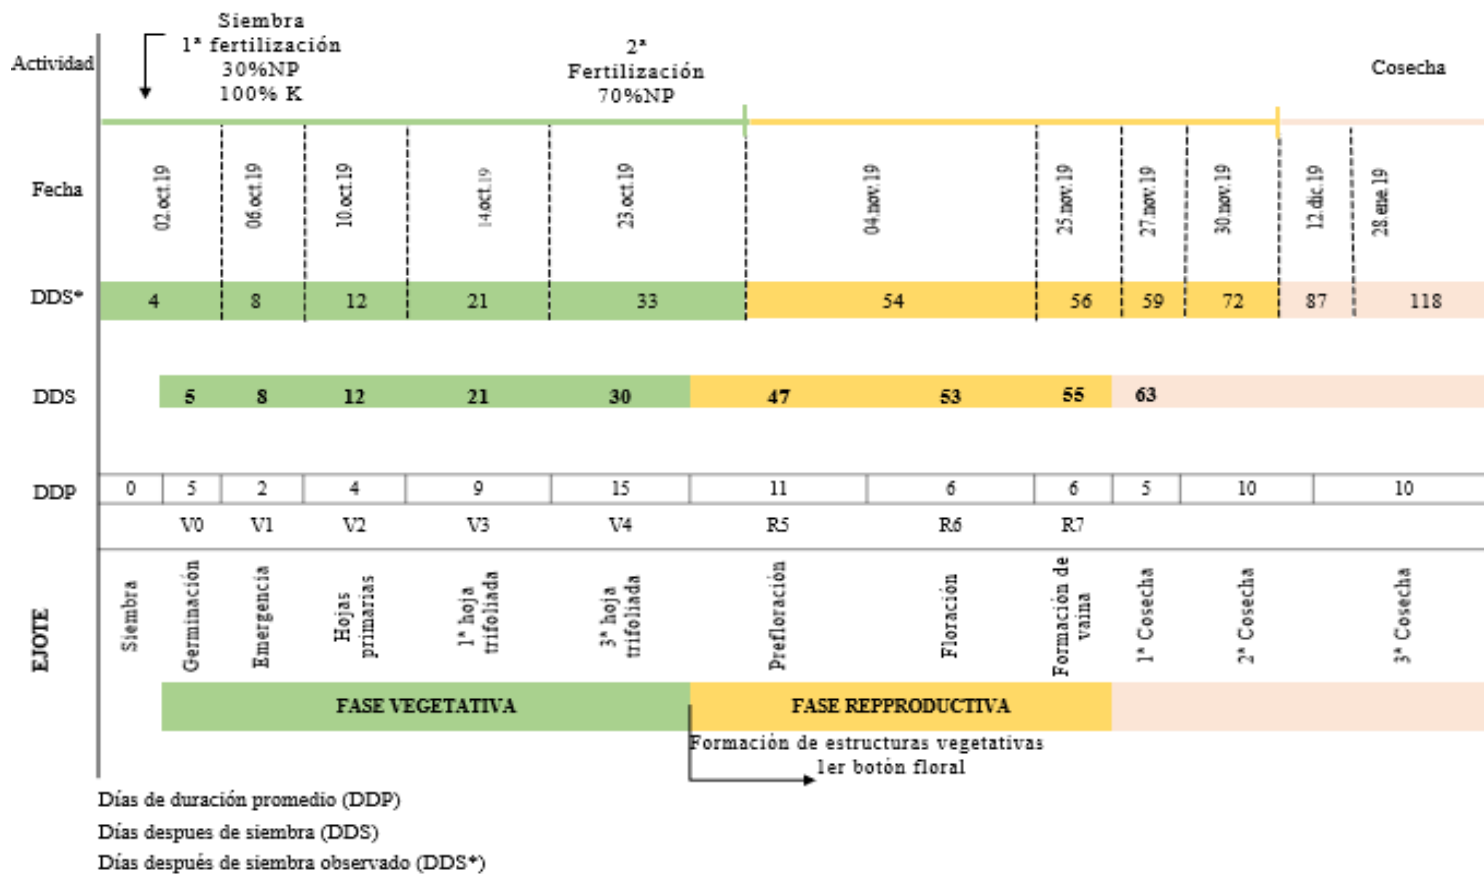 Siembra
1ª fertilización
30%NP
100% K
2ª
Fertilización
70%NP
Actividad
Cosecha
Fecha
02.oct.19
06.oct.19
10.oct.19
14.oct.19
23.oct.19
04.nov.19
25.nov.19
27.nov.19
30.nov.19
12.dic.19
28.ene.19
DDS* 4 8 12 21 33 54 56 59 72 87 118
DDS 5 8 12 21 30 47 53 55 63
DDP 0 5 2 4 9 15 11 6 6 5 10 10
V0 V1 V2 V3 V4 R5 R6 R7
EJOTE
Siembra
Germinación
Emergencia
Hojas
primarias
1ª hoja
trifoliada
3ª hoja
trifoliada
Prefloración
Floración
Formación de
vaina
1ª Cosecha
2ª Cosecha
3ª Cosecha
FASE VEGETATIVA
FASE REPPRODUCTIVA
Formación de estructuras vegetativas
1er botón floral
Días de duración promedio (DDP)
Días despues de siembra (DDS)
Días después de siembra observado (DDS*)